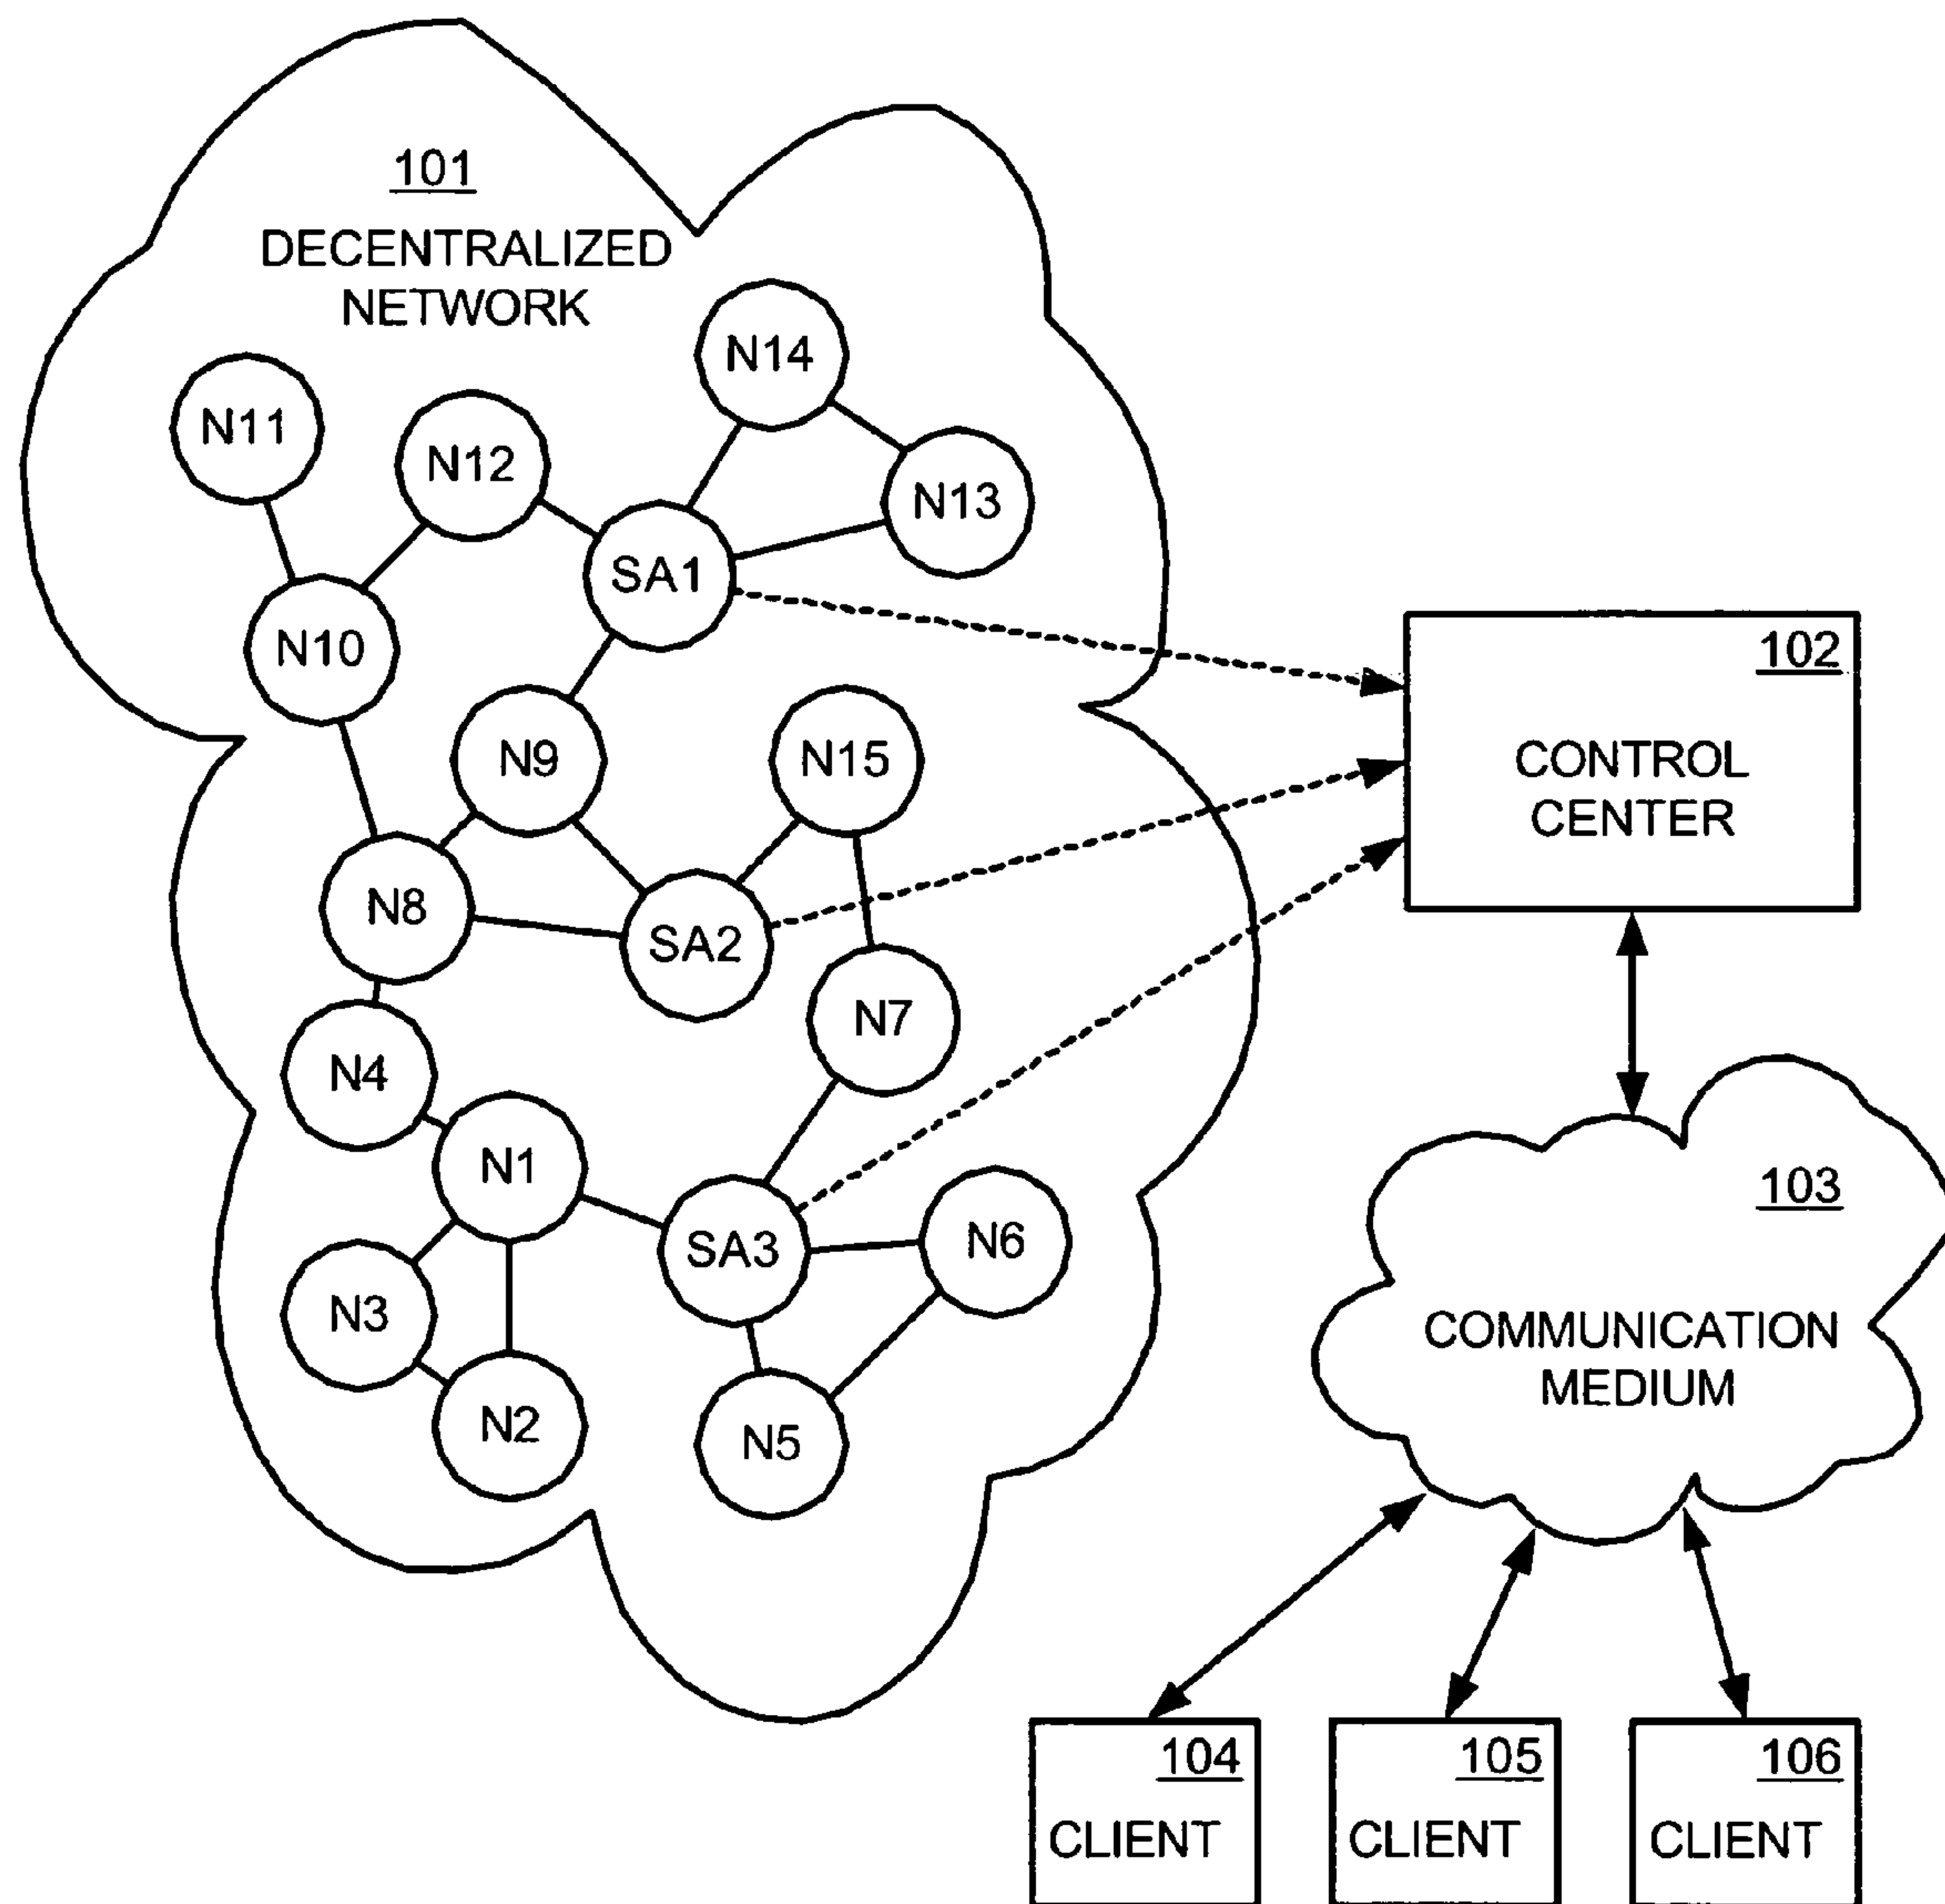 101
DECENTRALIZED
NETWORK
N14
N11
N12
N13
SA1
N10
102
CONTROL
CENTER
N9
N15
N8
SA2
N7
N4
N1
103
COMMUNICATION
MEDIUM
SA3
N6
N3
N2
N5
104
CLIENT
105
CLIENT
106
CLIENT